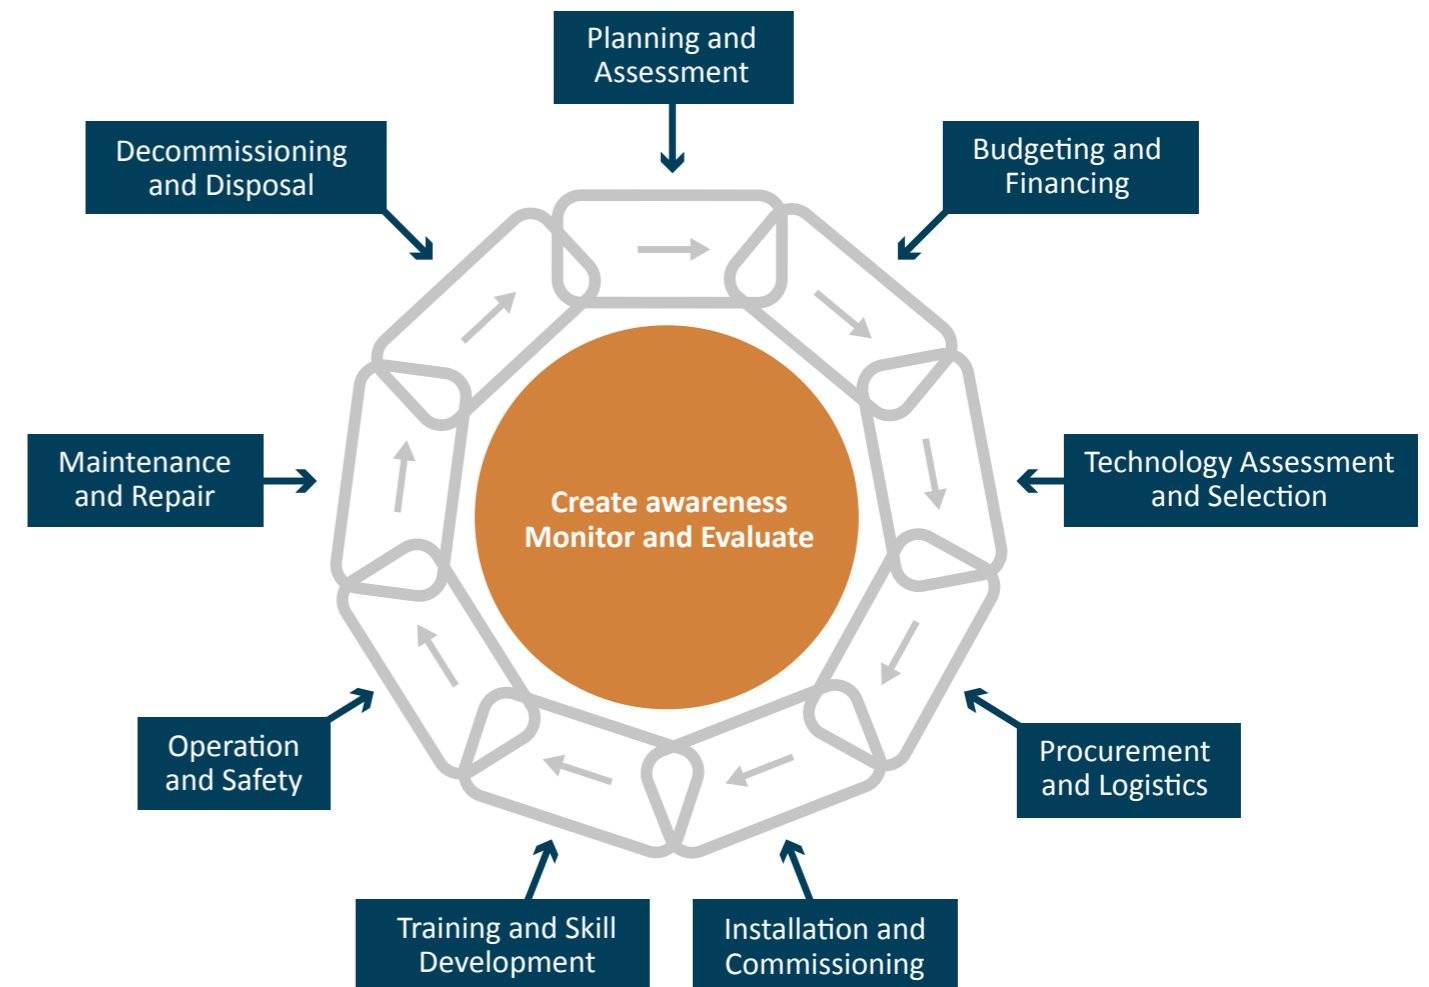 Planning and
Assessment
Budgeting and
Financing
Technology Assessment
and Selection
Procurement
and Logistics
Installation and
Commissioning
Training and Skill
Development
Operation
and Safety
Maintenance
and Repair
Decommissioning
and Disposal
Create awareness
Monitor and Evaluate